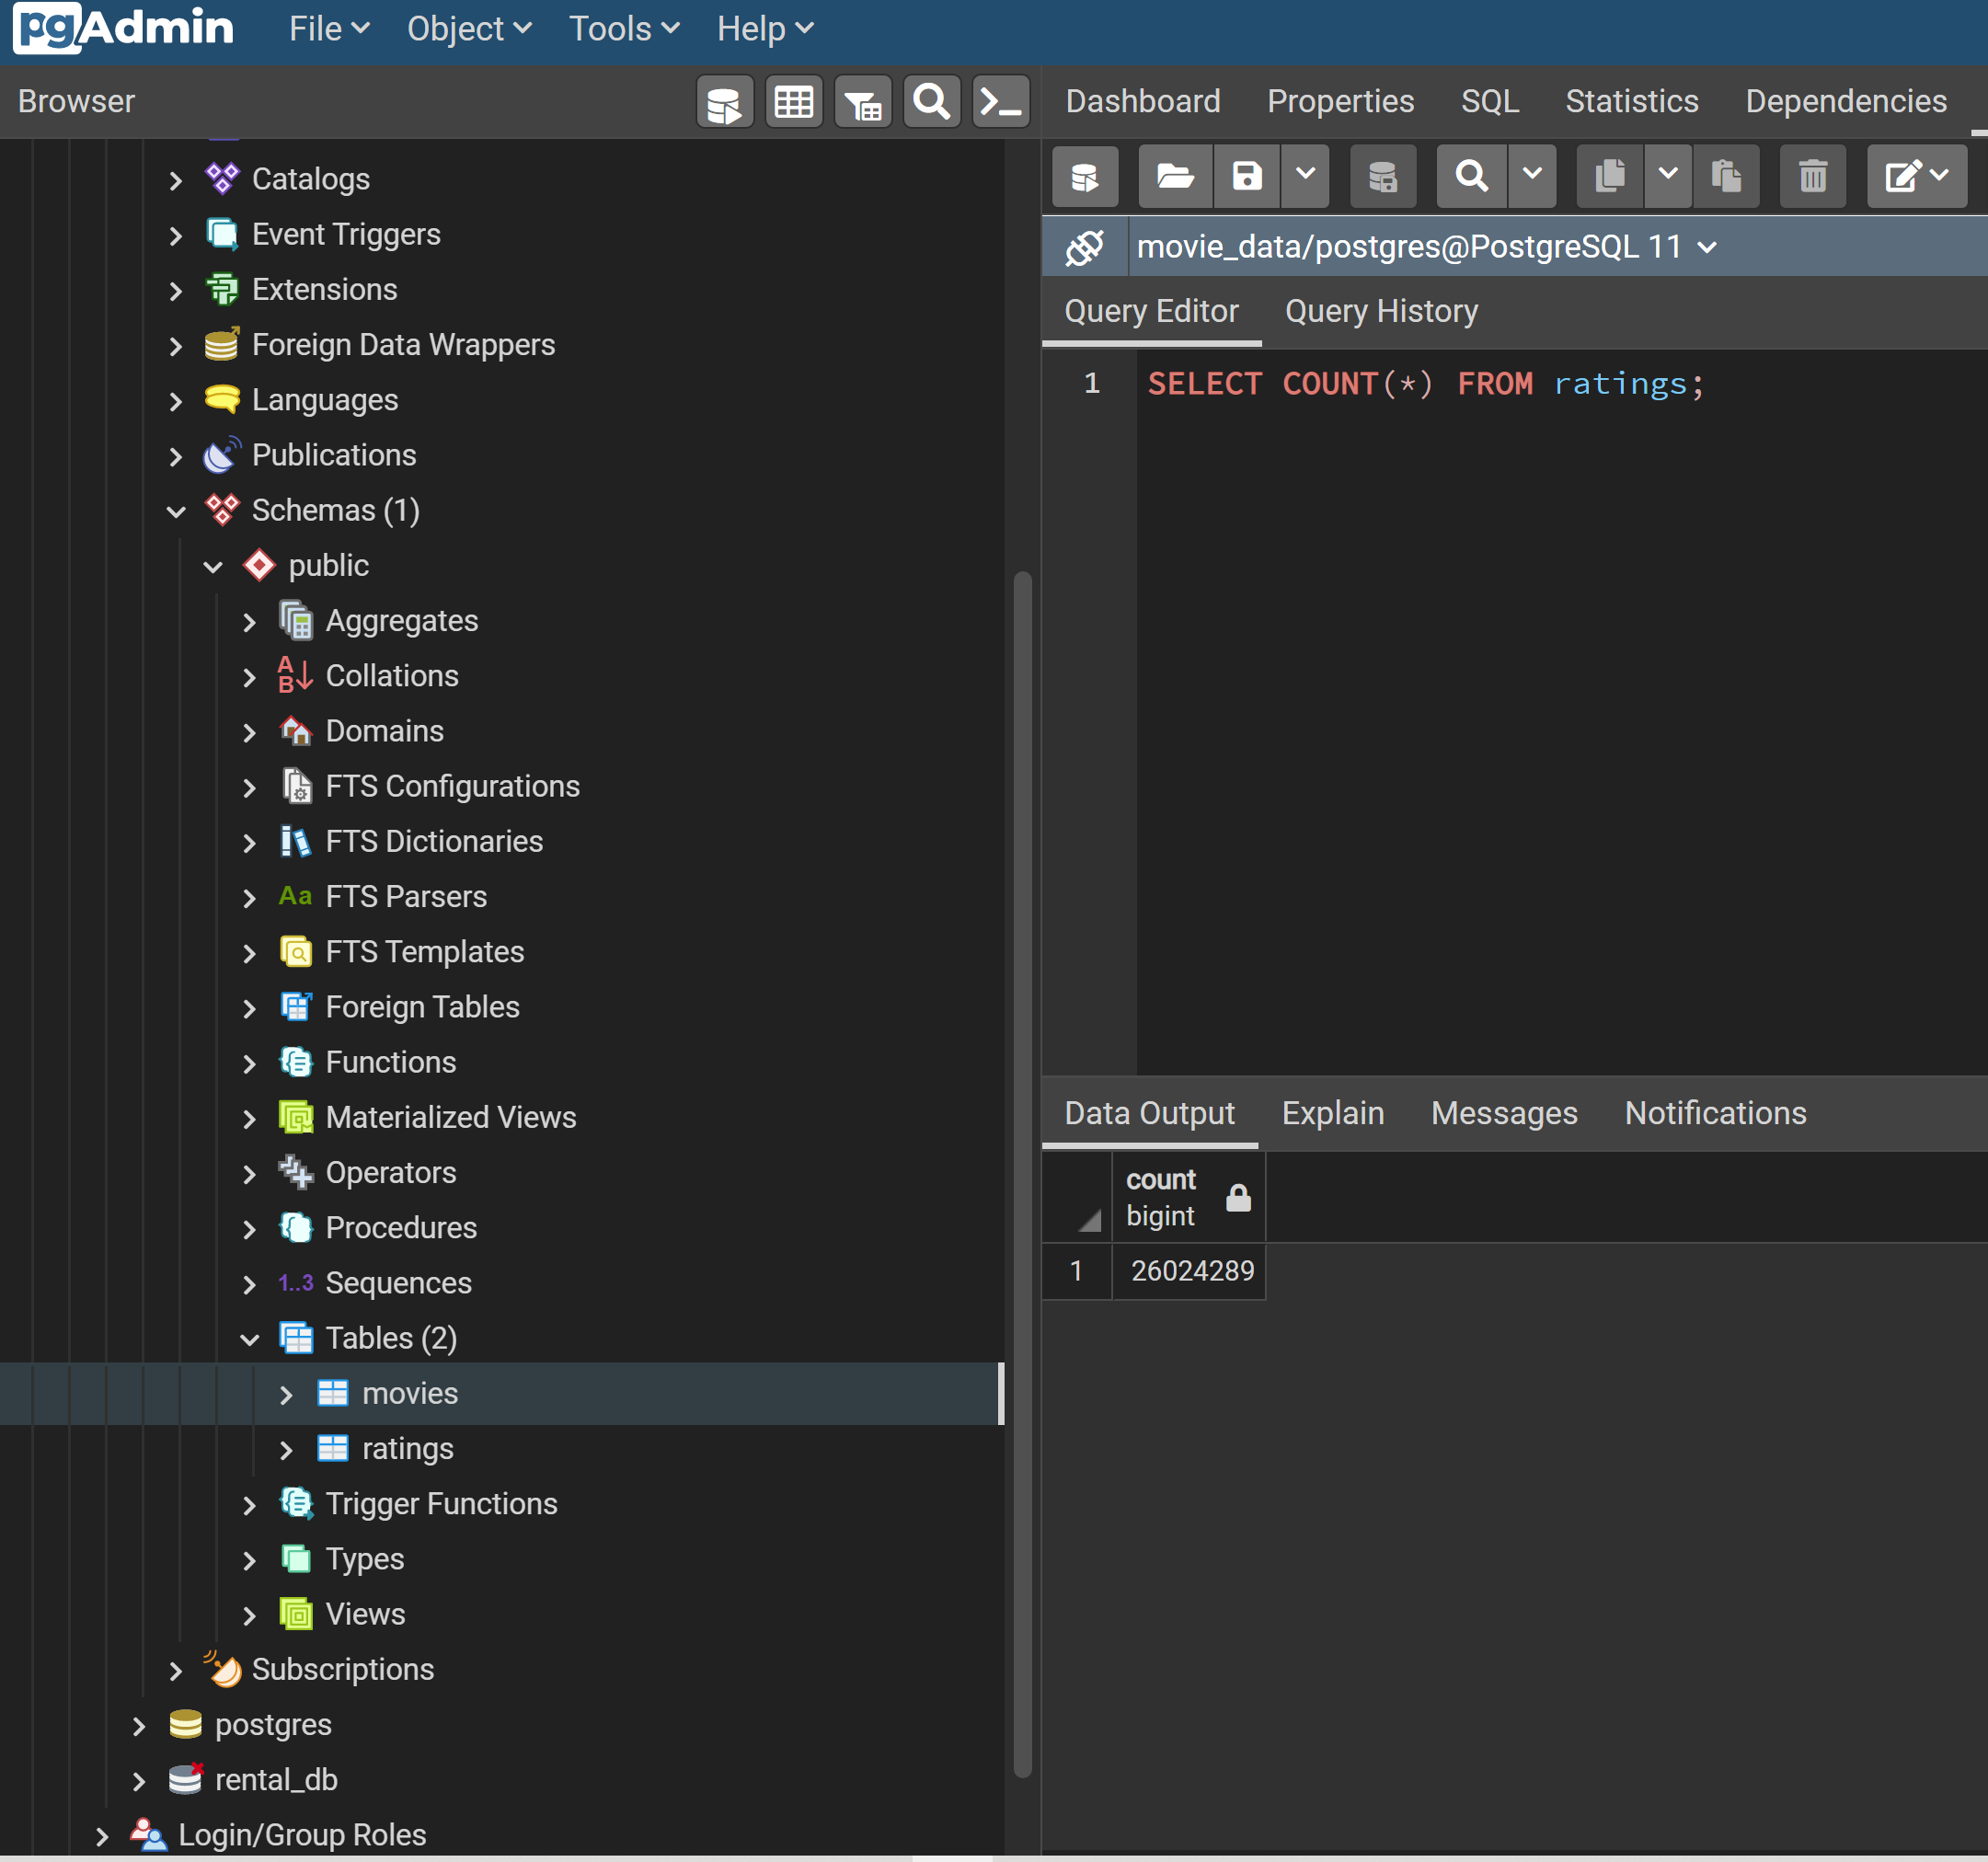 pgAdmin File Object Tools Help
Browser
Dashboard Properties SQL Statistics Dependencies
Catalogs
Event Triggers
Extensions
Foreign Data Wrappers
Languages
Publications
Schemas (1)
public
Aggregates
A
B
Collations
Domains
FTS Configurations
FTS Dictionaries
Aa FTS Parsers
FTS Templates
Foreign Tables
Functions
Materialized Views
Operators
Procedures
1..3 Sequences
Tables (2)
movies
ratings
Trigger Functions
Types
Views
Subscriptions
postgres
rental_db
Login/Group Roles
movie_data/postgres@PostgreSQL 11
Query Editor Query History
1 SELECT COUNT(*) FROM ratings;
Data Output Explain Messages Notifications
count
bigint
1 26024289